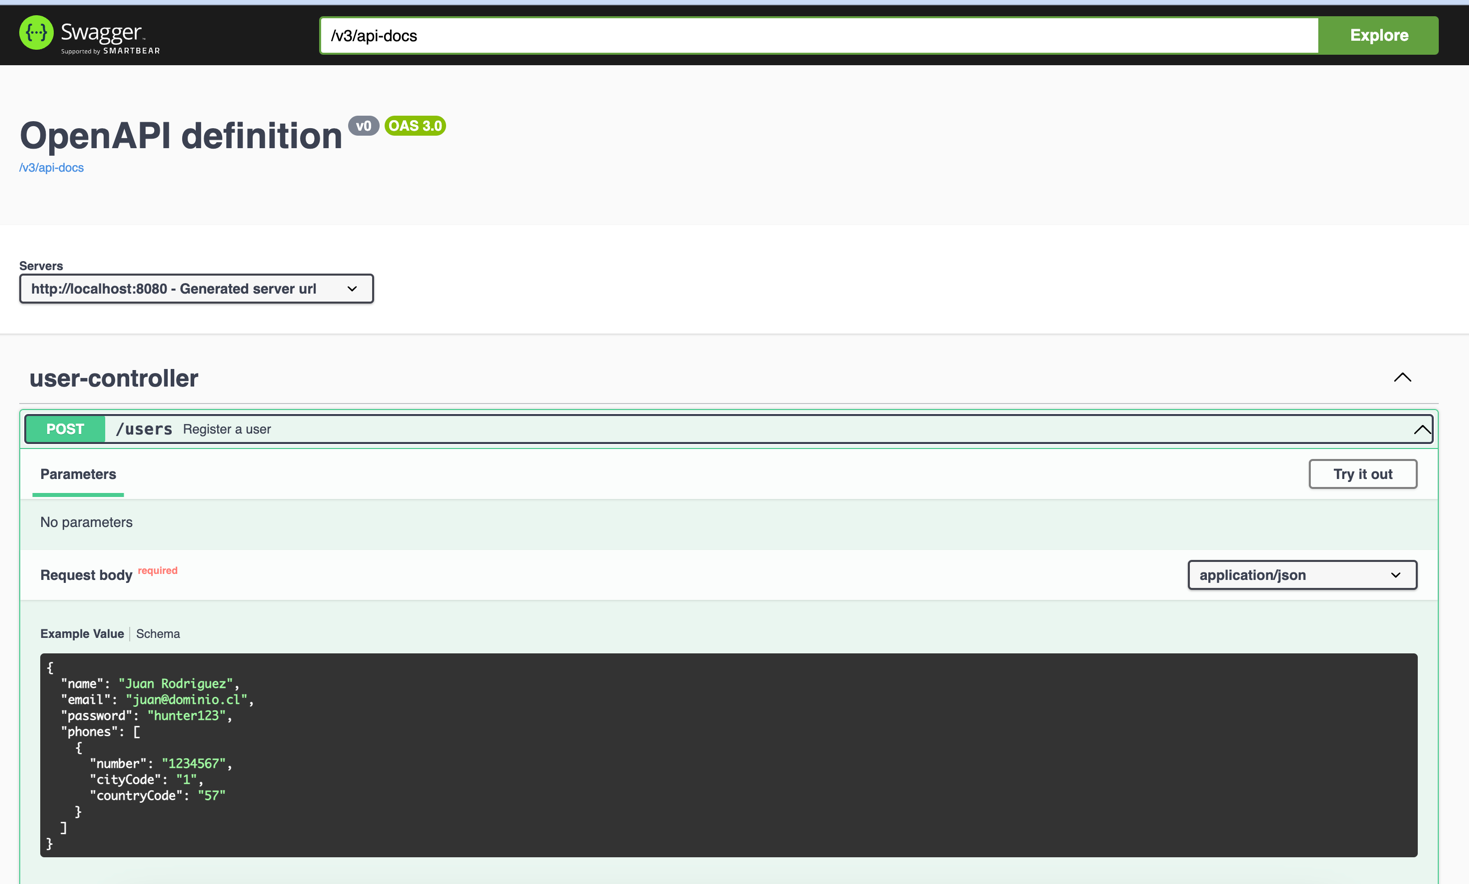 {··} Swagger™
Supported by SMARTBEAR
/v3/api-docs
Explore
OpenAPI definition v0 OAS 3.0
/v3/api-docs
Servers
http://localhost:8080 - Generated server url
user-controller
POST /users Register a user
Parameters
Try it out
No parameters
Request body required
application/json
Example Value | Schema
{
  "name": "Juan Rodriguez",
  "email": "juan@dominio.cl",
  "password": "hunter123",
  "phones": [
    {
      "number": "1234567",
      "cityCode": "1",
      "countryCode": "57"
    }
  ]
}